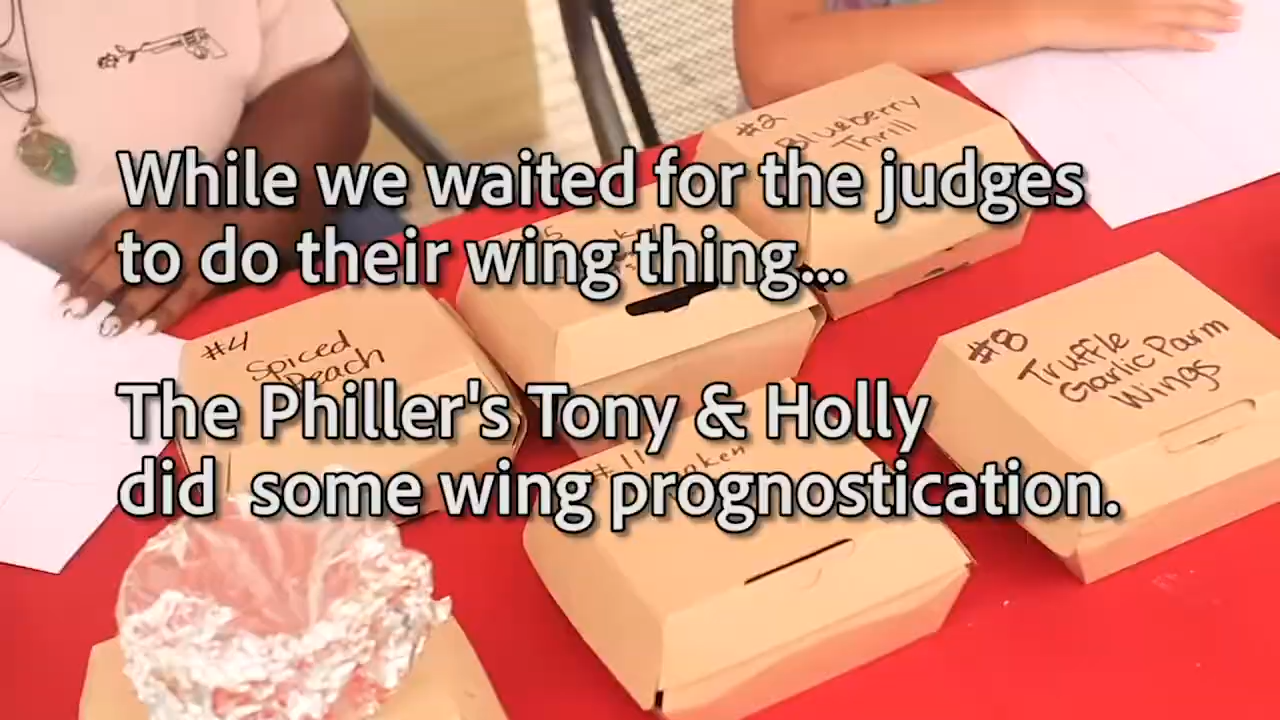 #2
Blueberry
Thrill
While we waited for the judges
to do their wing thing...
#4
Spiced
Peach
#8
Truffle
Garlic Parm
Wings
The Philler's Tony & Holly
did  some wing prognostication.
#11